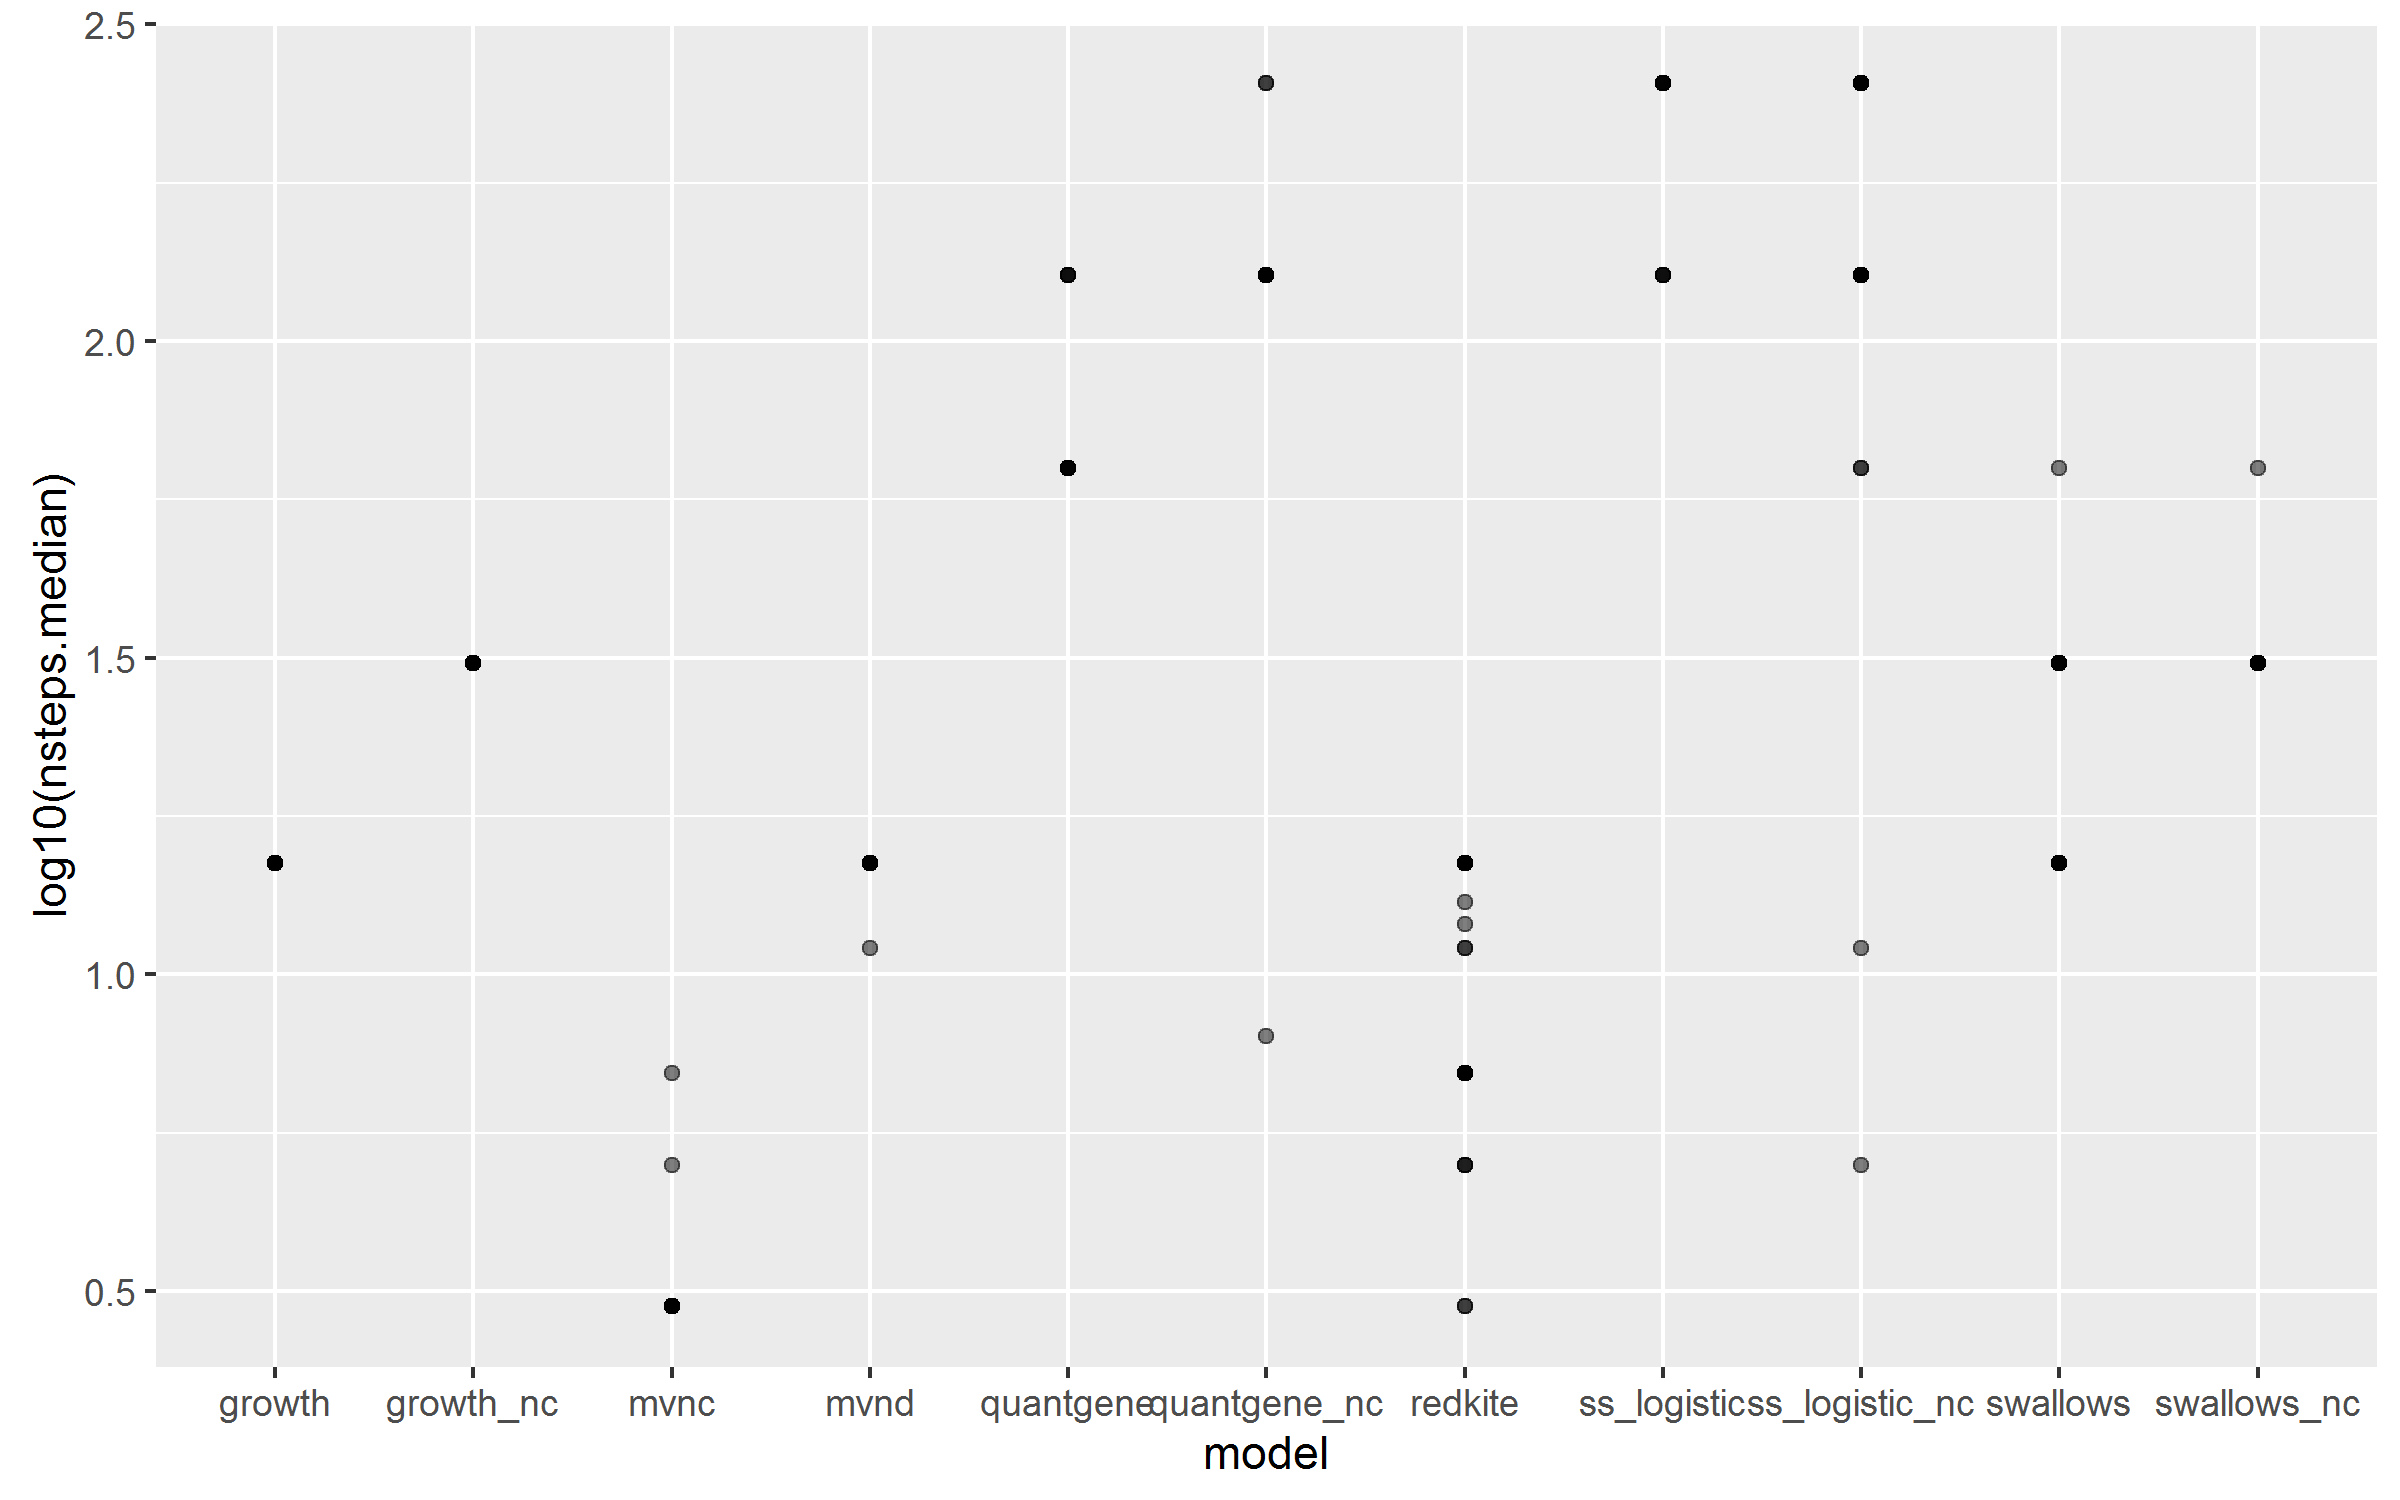 2.5
2.0
1.5
1.0
0.5
log10(nsteps.median)
growth growth_nc mvnc mvnd quantgene quantgene_nc redkite ss_logistic ss_logistic_nc swallows swallows_nc
model